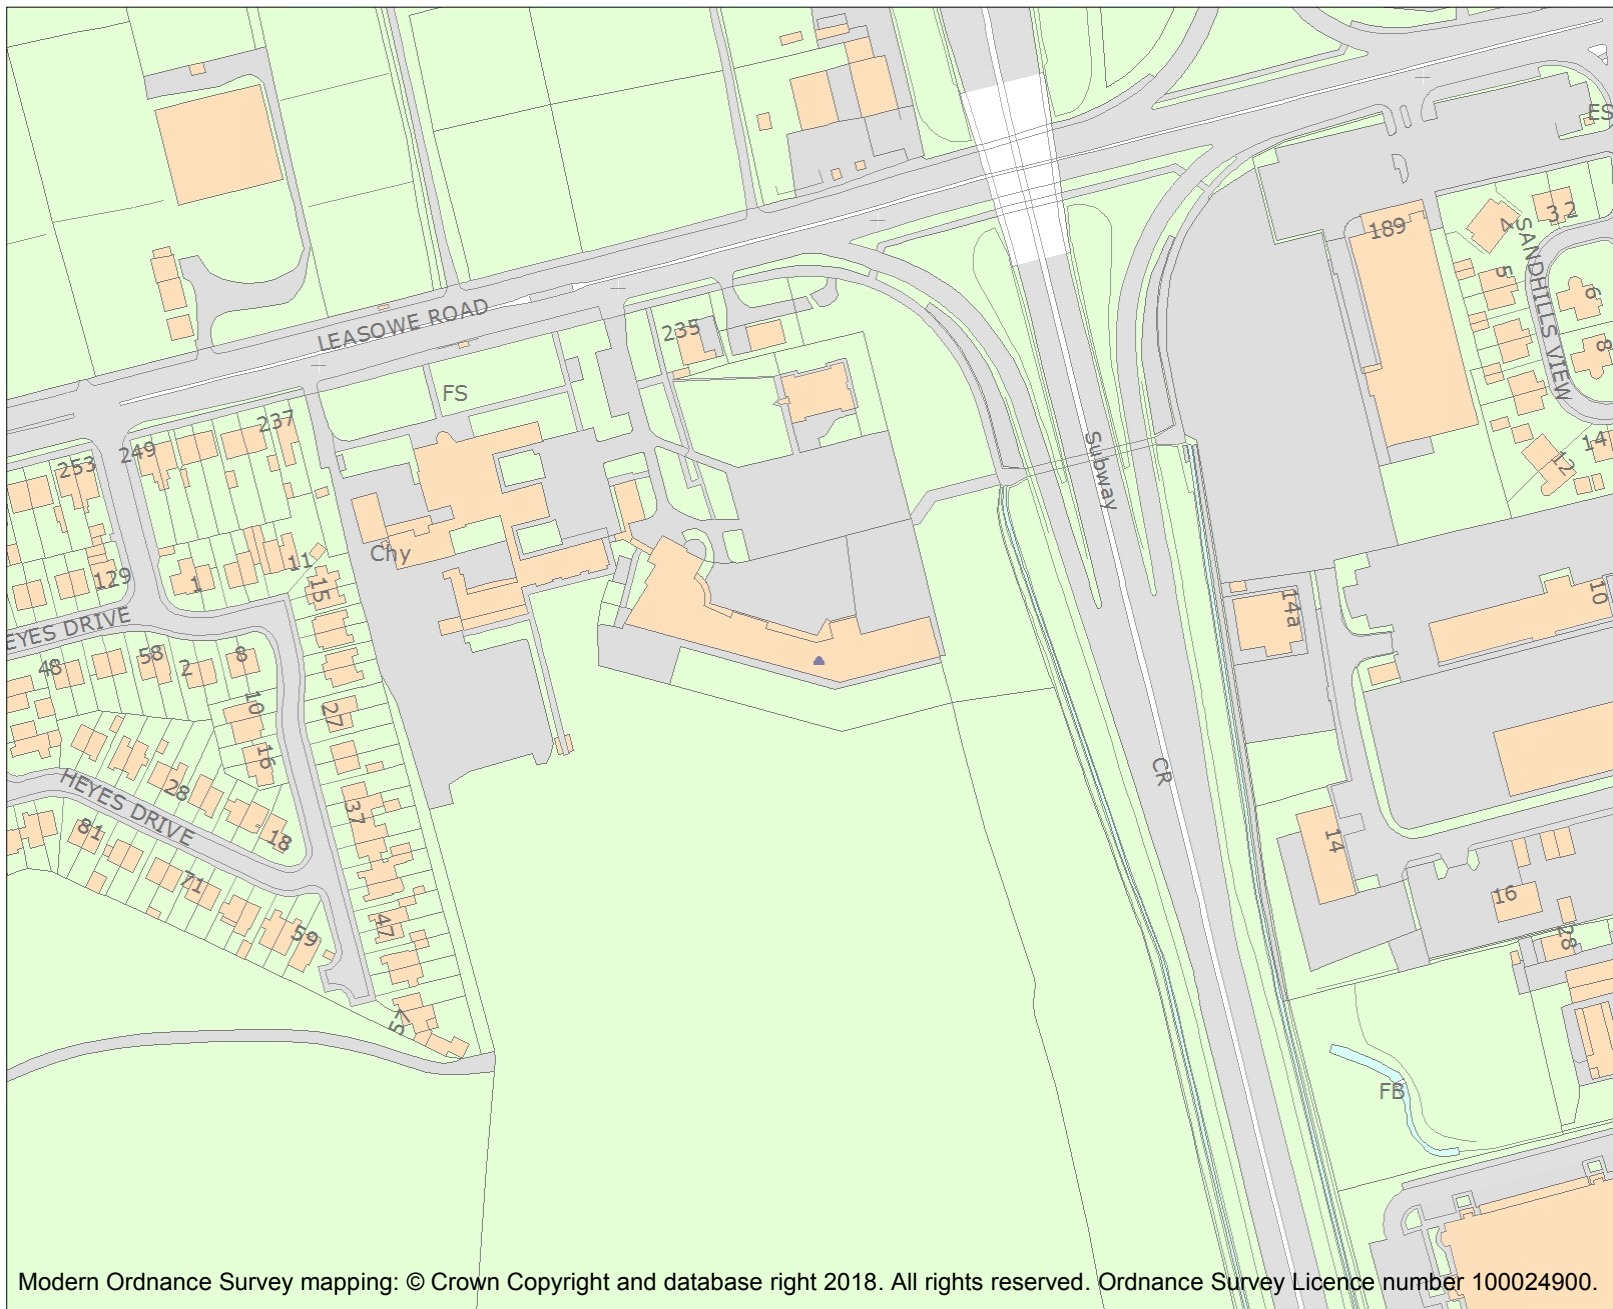 ES
3 2
4
189
SANDHILLS VIEW
5
6
8
LEASOWE ROAD
235
FS
237
249
253
14
12
Subway
Chy
11
129
1
15
10
14a
HEYES DRIVE
48
58
2
8
10
27
16
CR
HEYES DRIVE
28
37
18
81
14
71
16
47
59
28
57
FB
Modern Ordnance Survey mapping: © Crown Copyright and database right 2018. All rights reserved. Ordnance Survey Licence number 100024900.